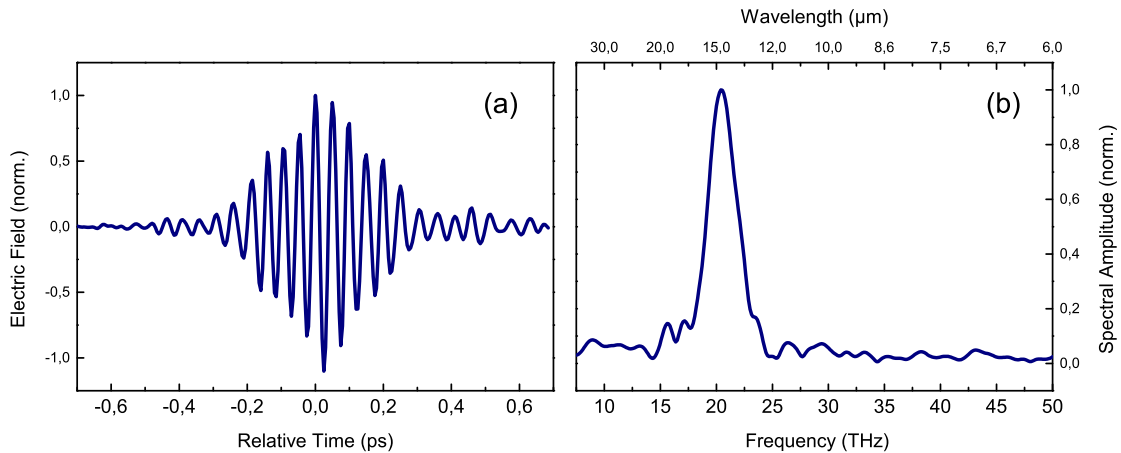 Wavelength (μm)
30,0 20,0 15,0 12,0 10,0 8,6 7,5 6,7 6,0
(a)
(b)
Electric Field (norm.)
1,0
0,5
0,0
-0,5
-1,0
1,0
0,8
0,6
0,4
0,2
0,0
Spectral Amplitude (norm.)
-0,6 -0,4 -0,2 0,0 0,2 0,4 0,6
10 15 20 25 30 35 40 45 50
Relative Time (ps)
Frequency (THz)